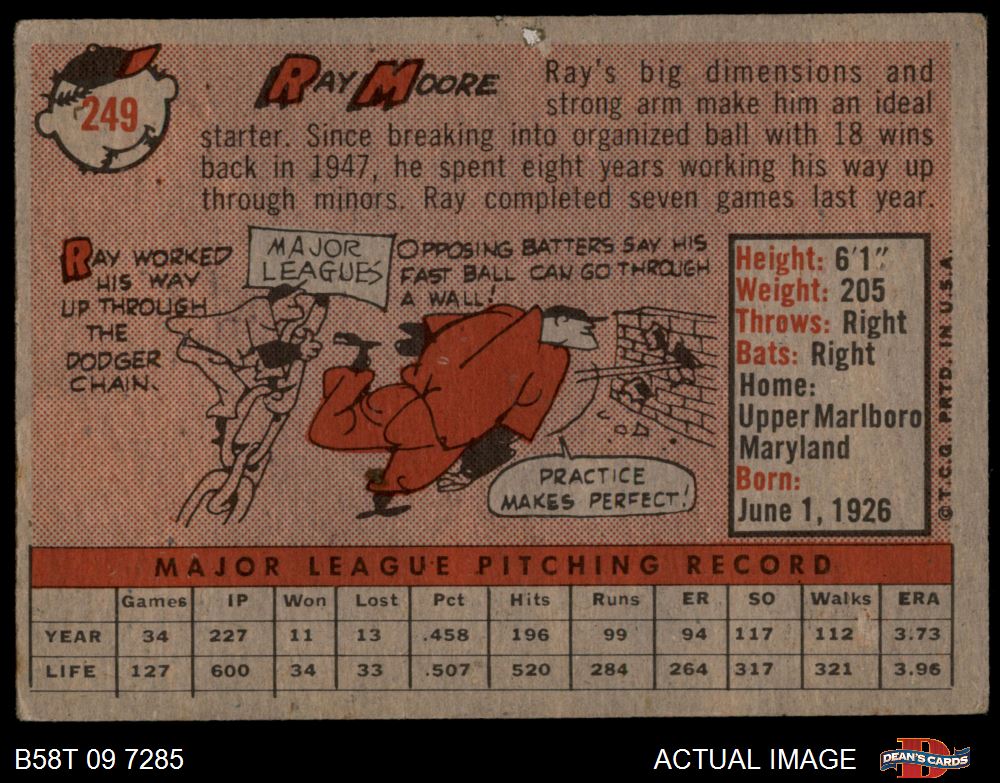 249
RAY MOORE
Ray's big dimensions and
strong arm make him an ideal
starter. Since breaking into organized ball with 18 wins
back in 1947, he spent eight years working his way up
through minors. Ray completed seven games last year.
RAY WORKED
HIS WAY
UP THROUGH
THE
DODGER
CHAIN.
MAJOR
LEAGUES
OPPOSING BATTERS SAY HIS
FAST BALL CAN GO THROUGH
A WALL!
PRACTICE
MAKES PERFECT!
Height: 6'1"
Weight: 205
Throws: Right
Bats: Right
Home:
Upper Marlboro
Maryland
Born:
June 1, 1926
© T.C.G. PRTD. IN U.S.A.
MAJOR LEAGUE PITCHING RECORD
Games IP Won Lost Pct Hits Runs ER SO Walks ERA
YEAR 34 227 11 13 .458 196 99 94 117 112 3.73
LIFE 127 600 34 33 .507 520 284 264 317 321 3.96
B58T 09 7285
ACTUAL IMAGE
DEAN'S CARDS